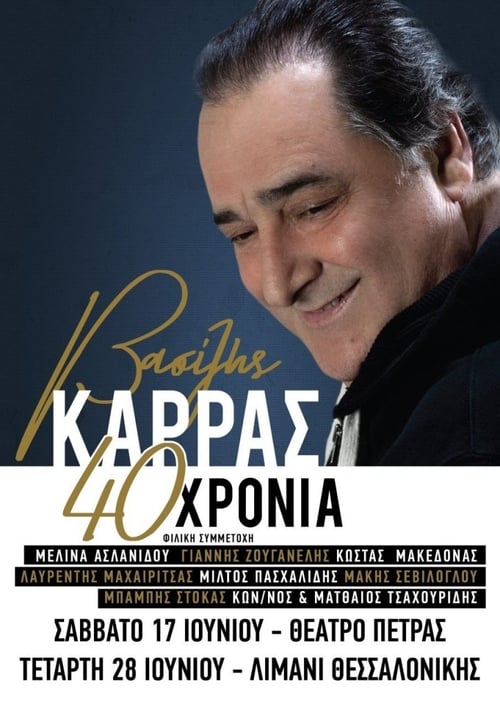 Βασίλης
ΚΑΡΡΑΣ
40 ΧΡΟΝΙΑ
ΦΙΛΙΚΗ ΣΥΜΜΕΤΟΧΗ
ΜΕΛΙΝΑ ΑΣΛΑΝΙΔΟΥ ΓΙΑΝΝΗΣ ΖΟΥΓΑΝΕΛΗΣ ΚΩΣΤΑΣ ΜΑΚΕΔΟΝΑΣ
ΛΑΥΡΕΝΤΗΣ ΜΑΧΑΙΡΙΤΣΑΣ ΜΙΛΤΟΣ ΠΑΣΧΑΛΙΔΗΣ ΜΑΚΗΣ ΣΕΒΙΛΟΓΛΟΥ
ΜΠΑΜΠΗΣ ΣΤΟΚΑΣ ΚΩΝ/ΝΟΣ & ΜΑΤΘΑΙΟΣ ΤΣΑΧΟΥΡΙΔΗΣ
ΣΑΒΒΑΤΟ 17 ΙΟΥΝΙΟΥ - ΘΕΑΤΡΟ ΠΕΤΡΑΣ
ΤΕΤΑΡΤΗ 28 ΙΟΥΝΙΟΥ - ΛΙΜΑΝΙ ΘΕΣΣΑΛΟΝΙΚΗΣ